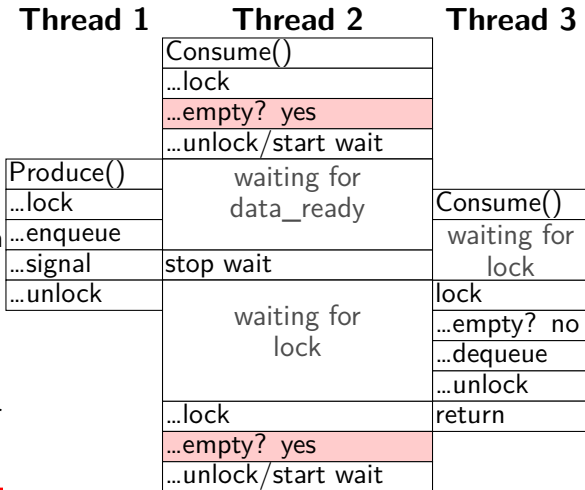 Thread 1 Thread 2 Thread 3
Consume()
…lock
…empty? yes
…unlock/start wait
Produce()
waiting for
data_ready
…lock
Consume()
…enqueue
waiting for
lock
…signal
stop wait
…unlock
lock
waiting for
lock
…empty? no
…dequeue
…unlock
…lock
return
…empty? yes
…unlock/start wait